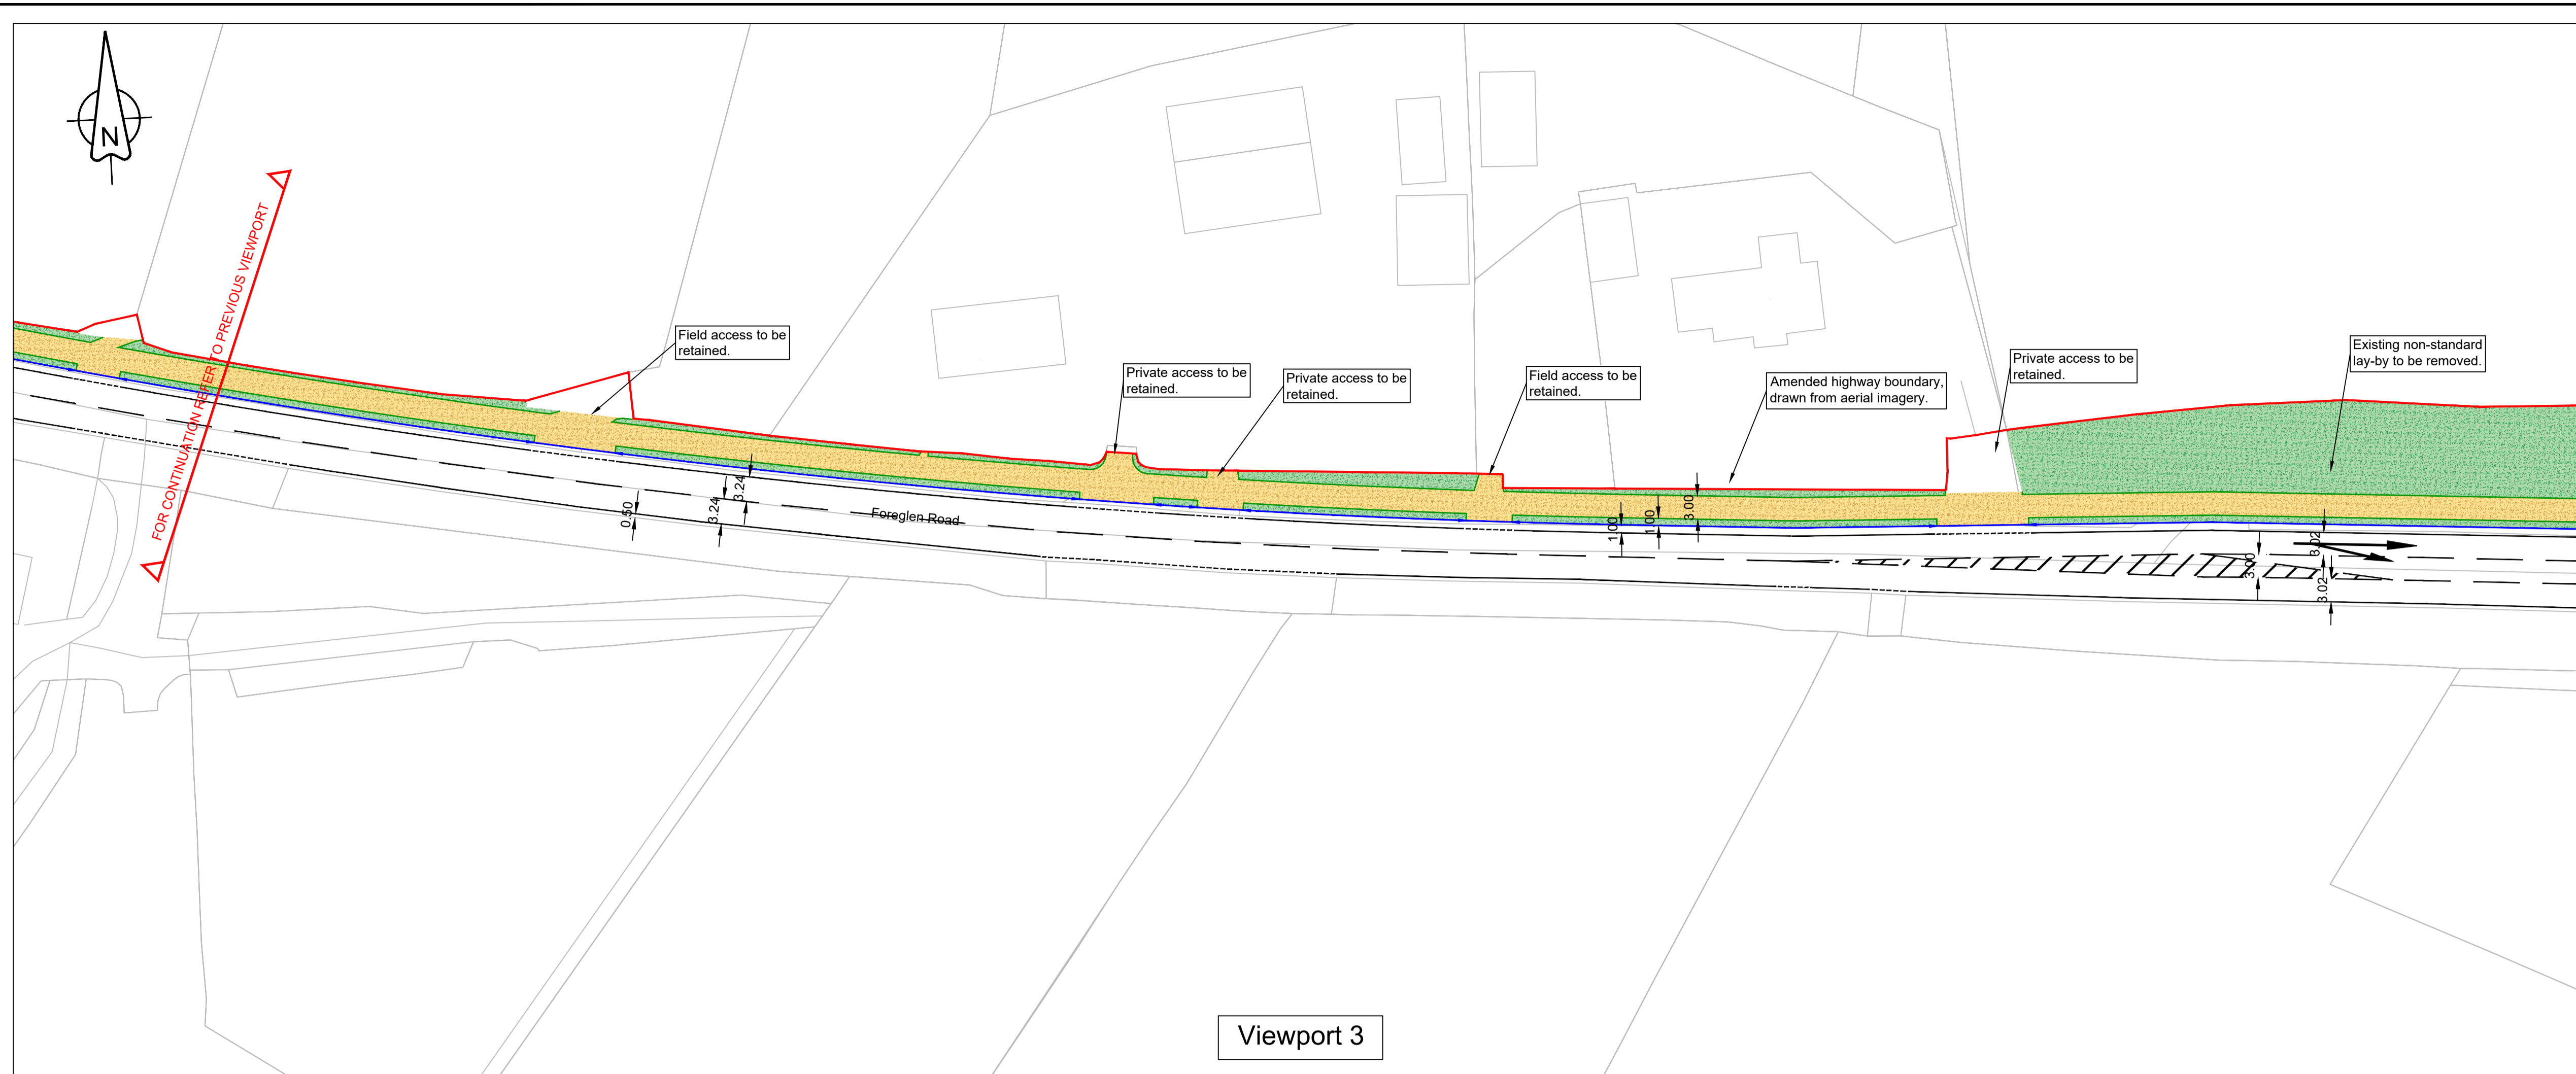 N
FOR CONTINUATION REFER TO PREVIOUS VIEWPORT
Field access to be
retained.
Private access to be
retained.
Private access to be
retained.
Field access to be
retained.
Amended highway boundary,
drawn from aerial imagery.
Private access to be
retained.
Existing non-standard
lay-by to be removed.
0.50
3.24
3.24
Foreglen Road
1.00
1.00
3.00
3.00
3.02
3.02
Viewport 3